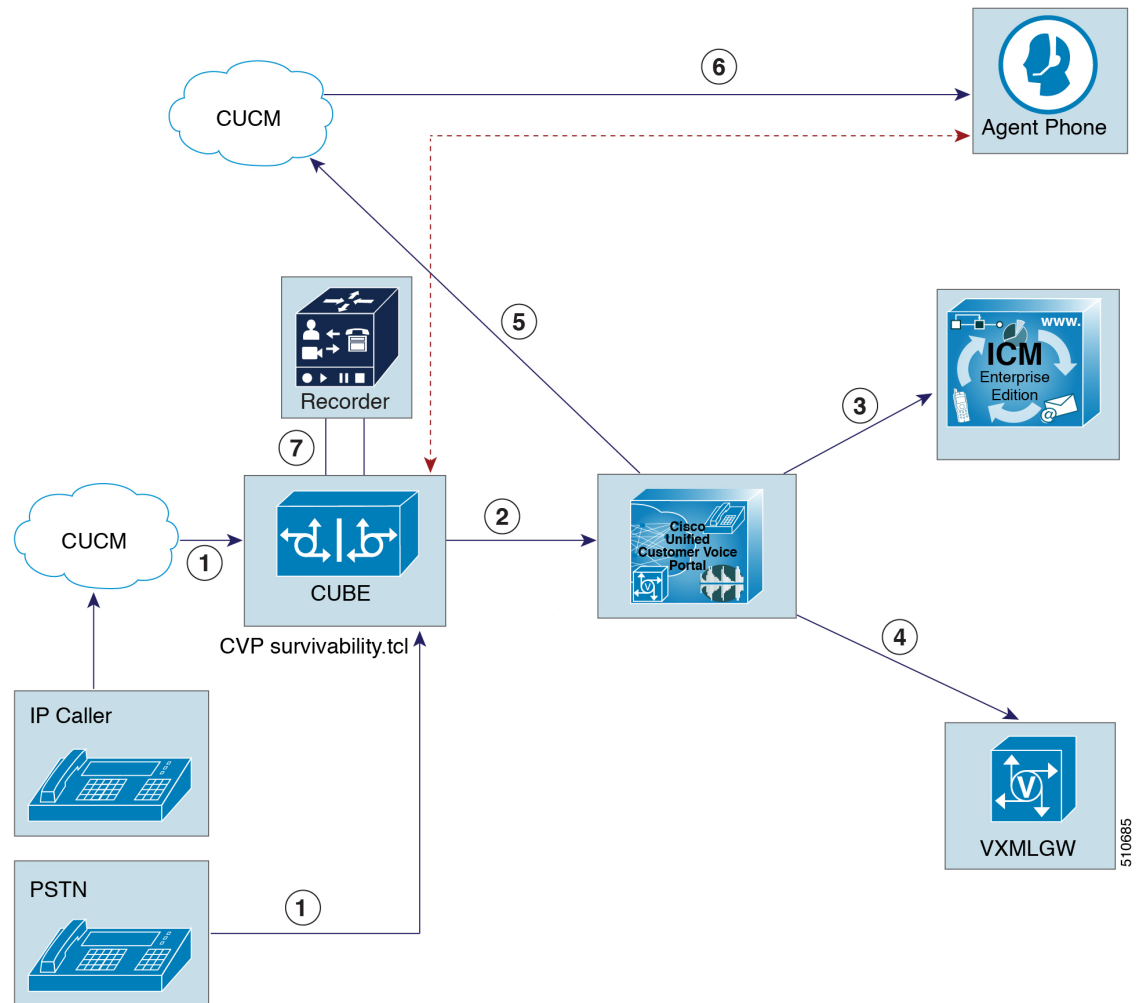 6
CUCM
Agent Phone
5
www.
ICM
Enterprise
Edition
@
Recorder
3
7
2
CUCM
1
Cisco
Unified
Customer Voice
Portal
V
CUBE
CVP survivability.tcl
4
IP Caller
V
VXMLGW
510685
PSTN
1